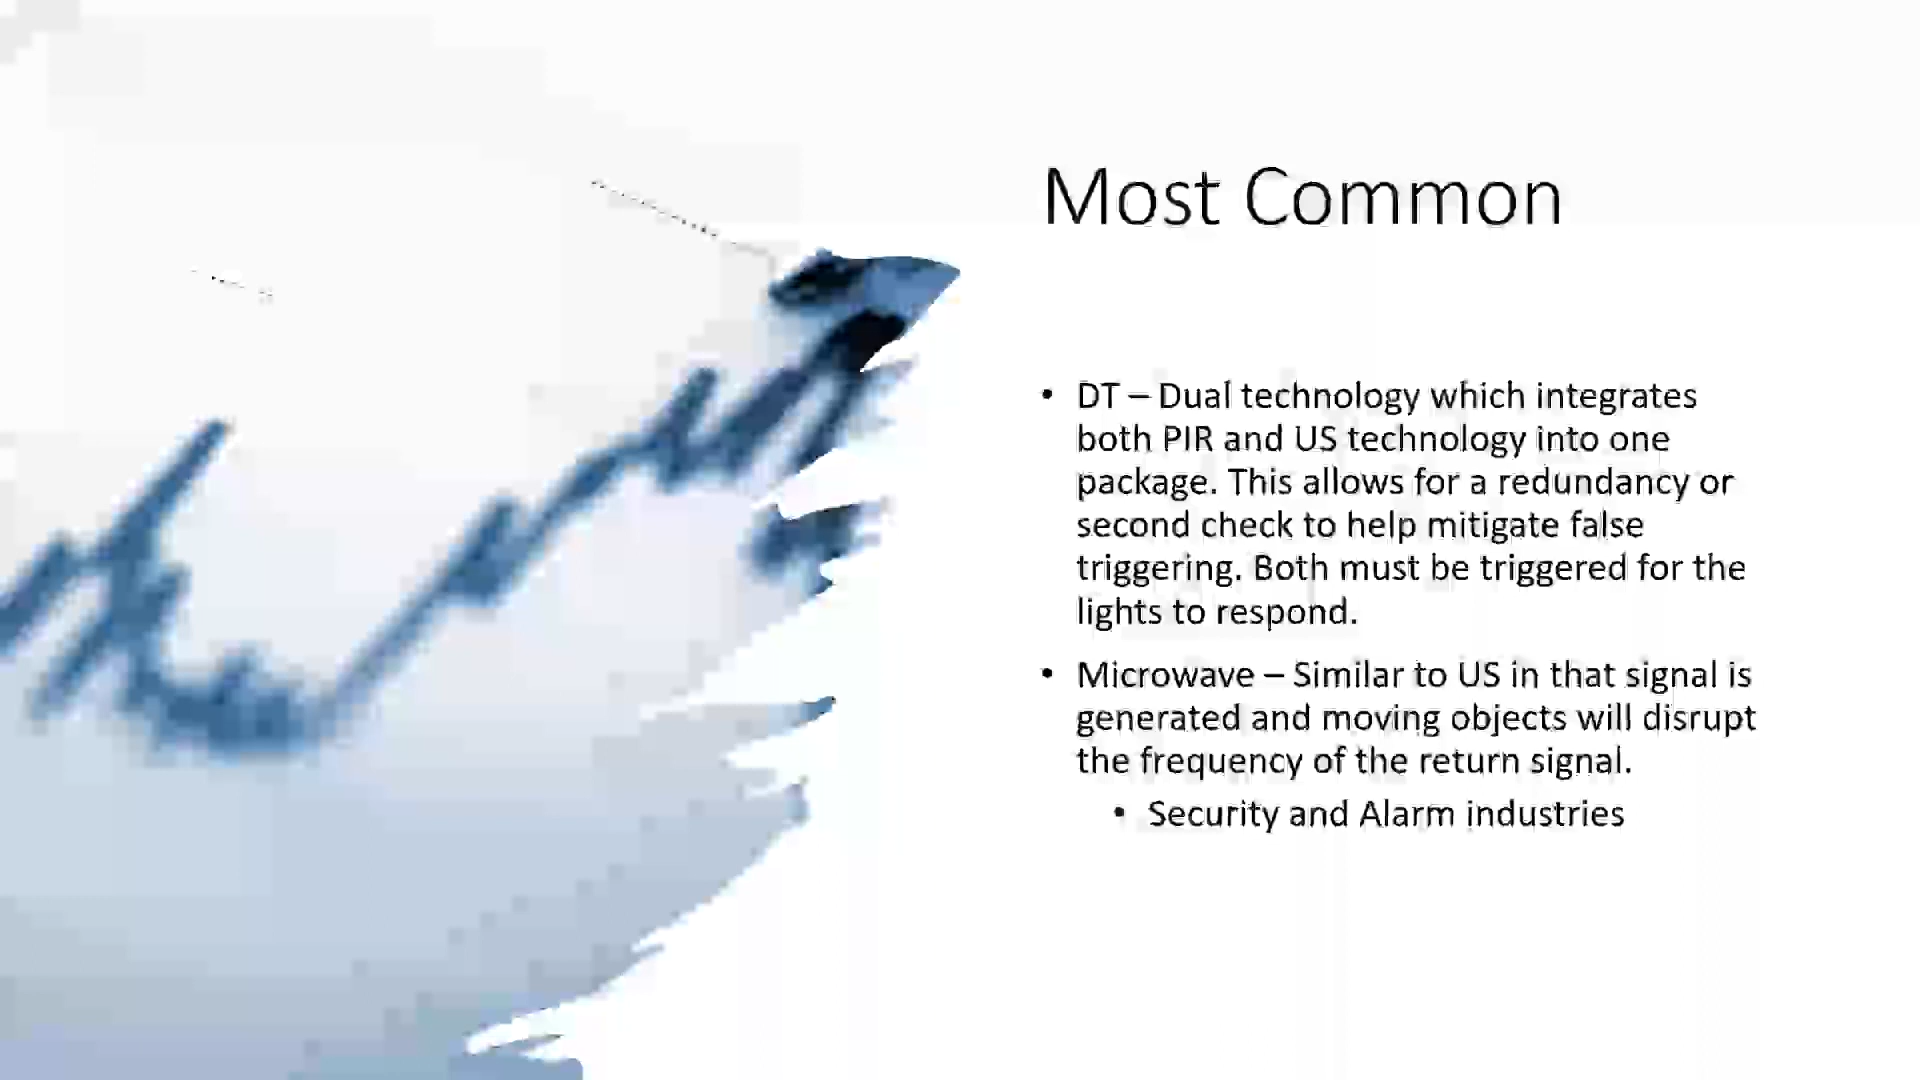 Most Common
• DT – Dual technology which integrates
both PIR and US technology into one
package. This allows for a redundancy or
second check to help mitigate false
triggering. Both must be triggered for the
lights to respond.
• Microwave – Similar to US in that signal is
generated and moving objects will disrupt
the frequency of the return signal.
• Security and Alarm industries